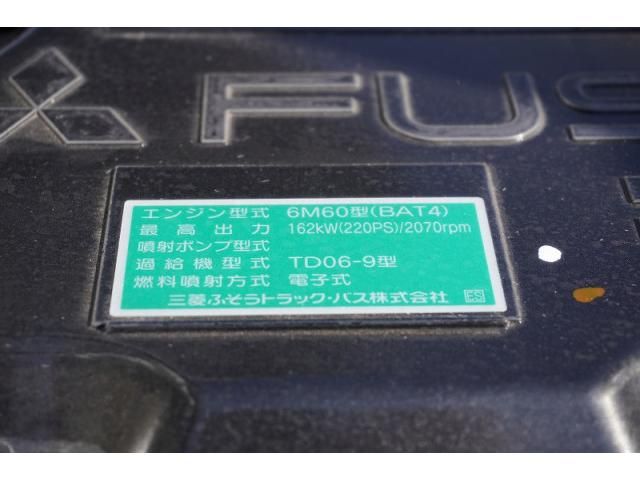 FUS
エンジン型式 6M60型(BAT4)
最高出力 162kW(220PS)/2070rpm
噴射ポンプ型式
過給機型式 TD06-9型
燃料噴射方式 電子式
三菱ふそうトラック・バス株式会社